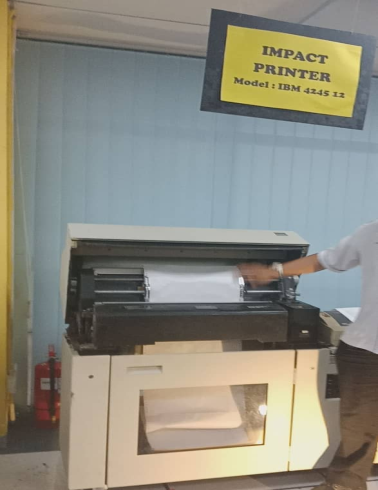 IMPACT
PRINTER
Model : IBM 4245 12